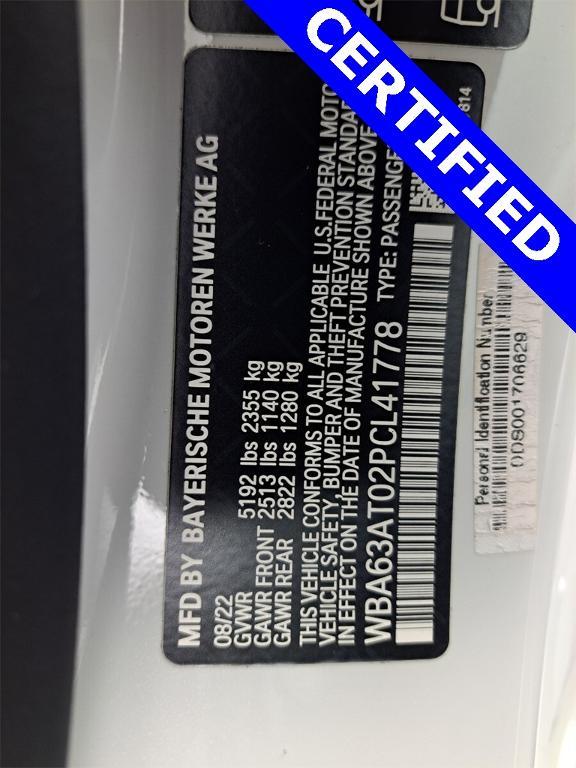 CERTIFIED
MFD BY BAYERISCHE MOTOREN WERKE AG
08/22
GVWR 5192 lbs 2355 kg
GAWR FRONT 2513 lbs 1140 kg
GAWR REAR 2822 lbs 1280 kg
THIS VEHICLE CONFORMS TO ALL APPLICABLE U.S. FEDERAL MOTO
VEHICLE SAFETY, BUMPER AND THEFT PREVENTION STANDAR
IN EFFECT ON THE DATE OF MANUFACTURE SHOWN ABOVE
WBA63AT02PCL41778 TYPE: PASSENGE
814
Personal Identification Number
0DS001706629